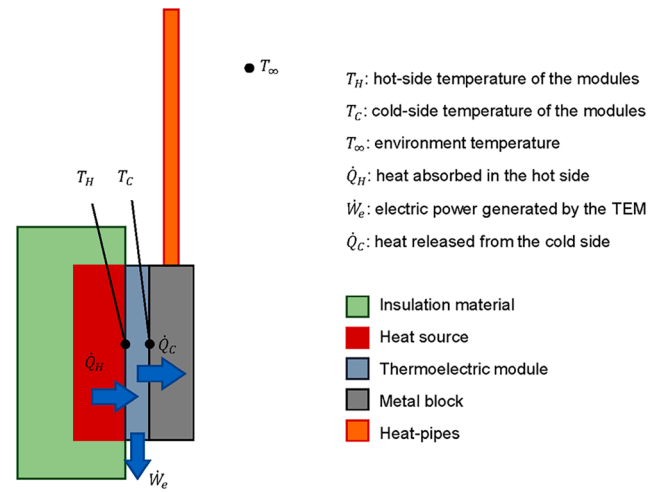 T∞
T_H: hot-side temperature of the modules
T_C: cold-side temperature of the modules
T∞: environment temperature
T_H T_C
Q̇_H: heat absorbed in the hot side
Ẇ_e: electric power generated by the TEM
Q̇_C: heat released from the cold side
Insulation material
Heat source
Q̇_C
Q̇_H
Thermoelectric module
Metal block
Heat-pipes
Ẇ_e